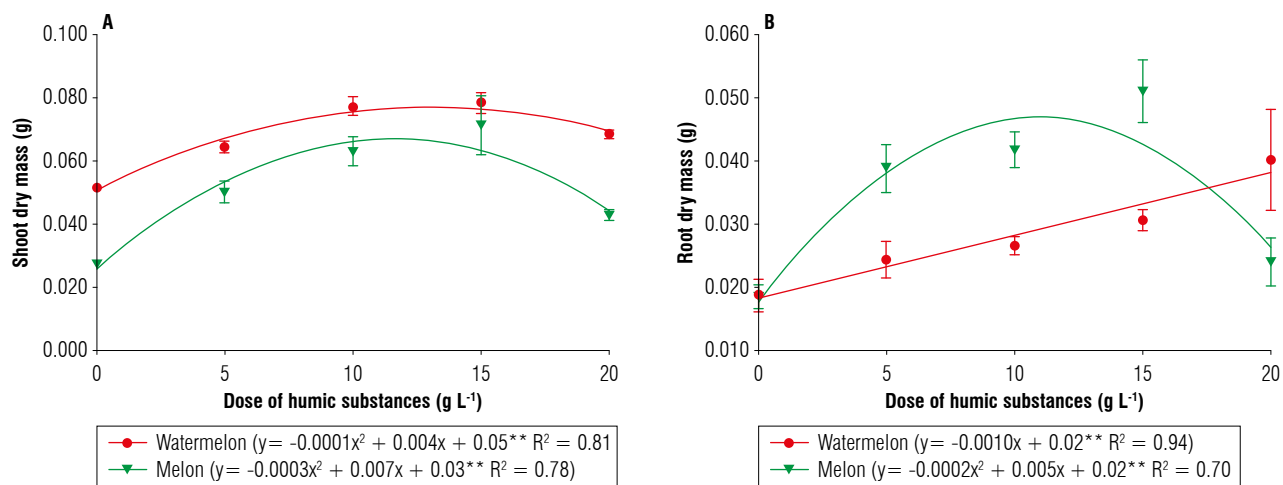 A
Shoot dry mass (g)
0.100
0.080
0.060
0.040
0.020
0.000
0 5 10 15 20
Dose of humic substances (g L⁻¹)
Watermelon (y= -0.0001x² + 0.004x + 0.05** R² = 0.81
Melon (y= -0.0003x² + 0.007x + 0.03** R² = 0.78)
B
Root dry mass (g)
0.060
0.050
0.040
0.030
0.020
0.010
0 5 10 15 20
Dose of humic substances (g L⁻¹)
Watermelon (y= -0.0010x + 0.02** R² = 0.94)
Melon (y= -0.0002x² + 0.005x + 0.02** R² = 0.70